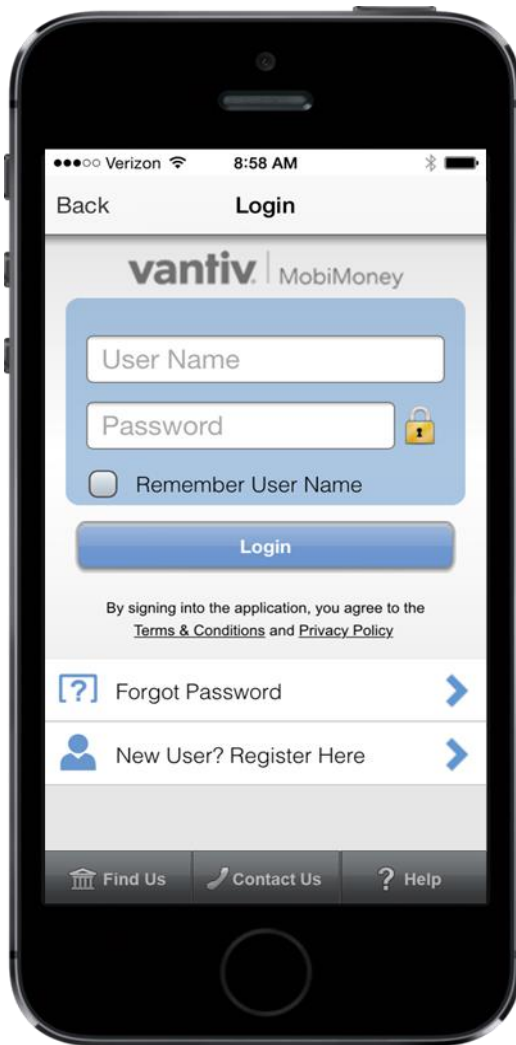 Verizon 8:58 AM
Back Login
vantiv. MobiMoney
User Name
Password
Remember User Name
Login
By signing into the application, you agree to the
Terms & Conditions and Privacy Policy
[?] Forgot Password
New User? Register Here
Find Us Contact Us ? Help